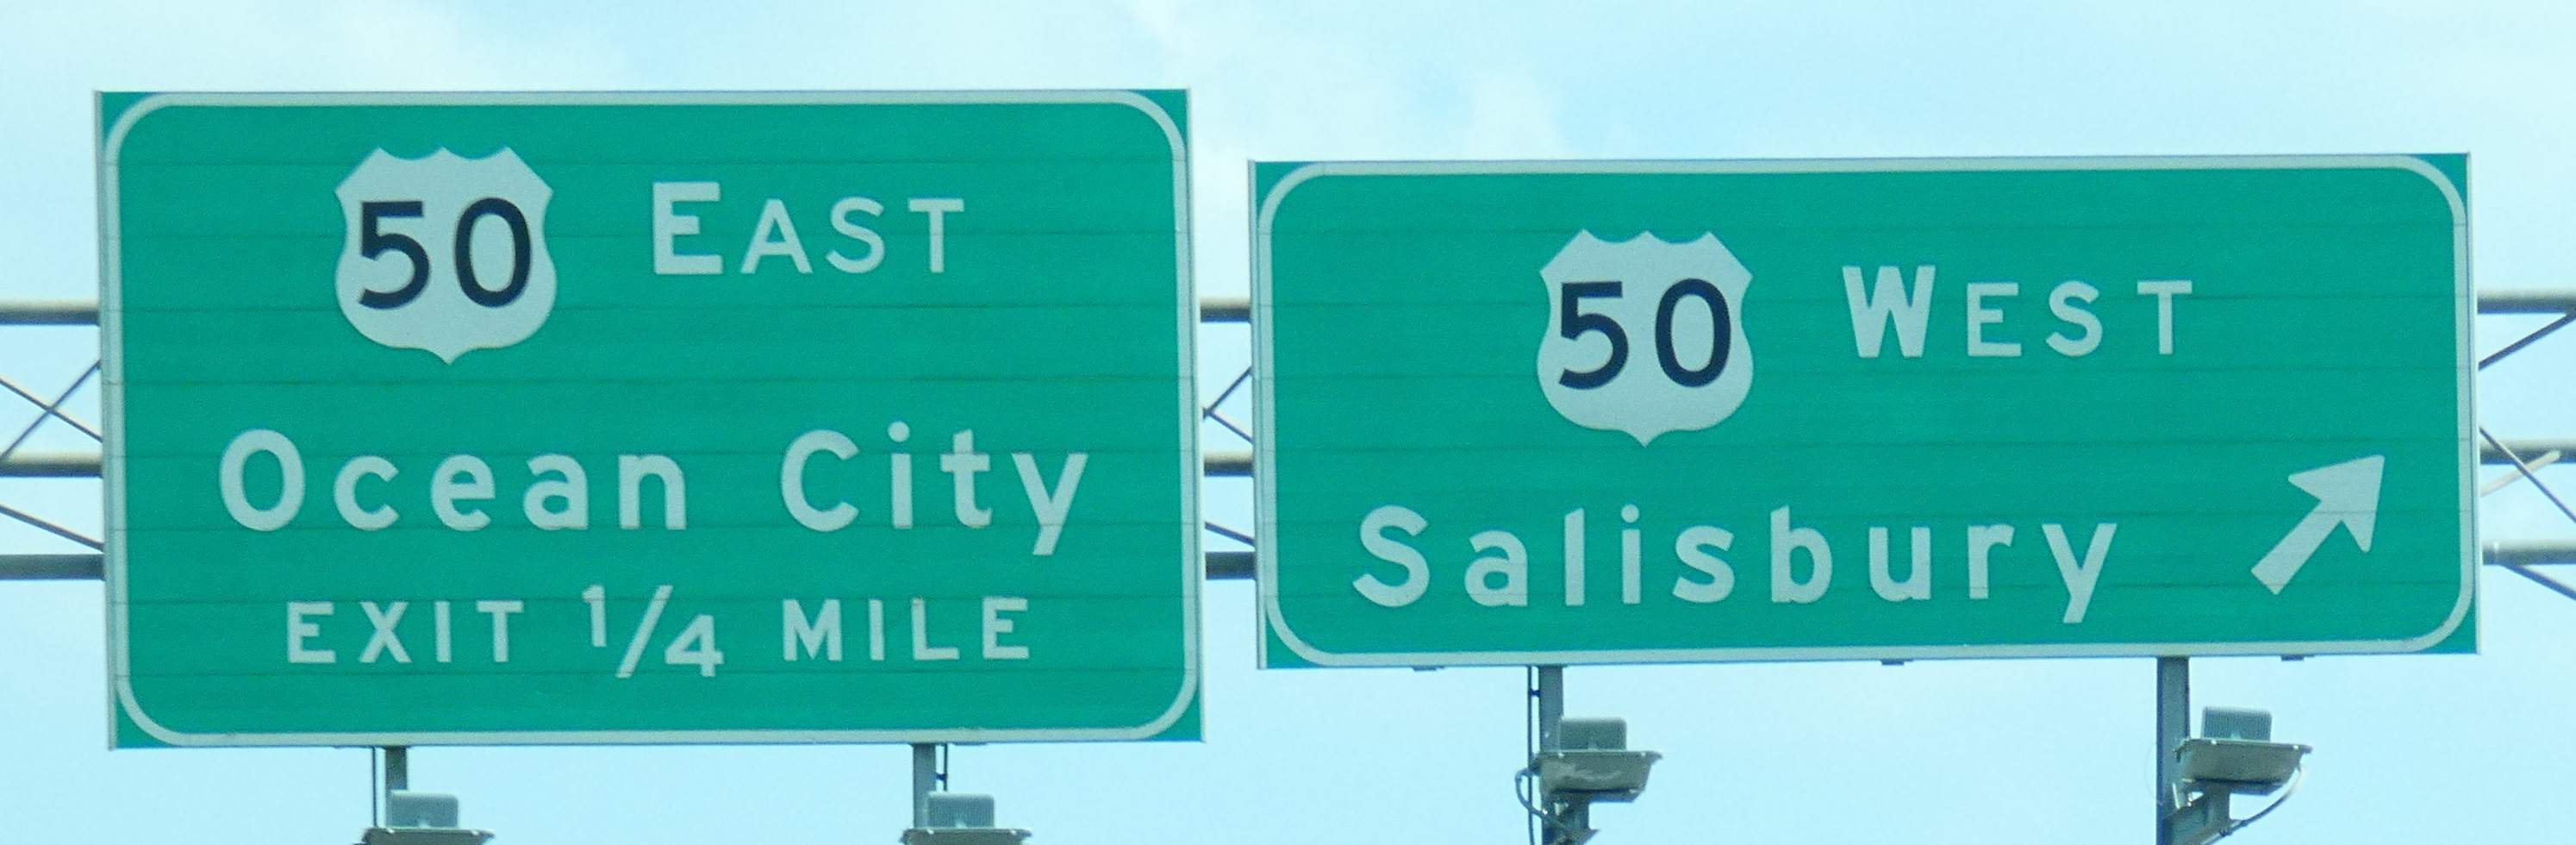 50 EAST
Ocean City
EXIT 1/4 MILE
50 WEST
Salisbury